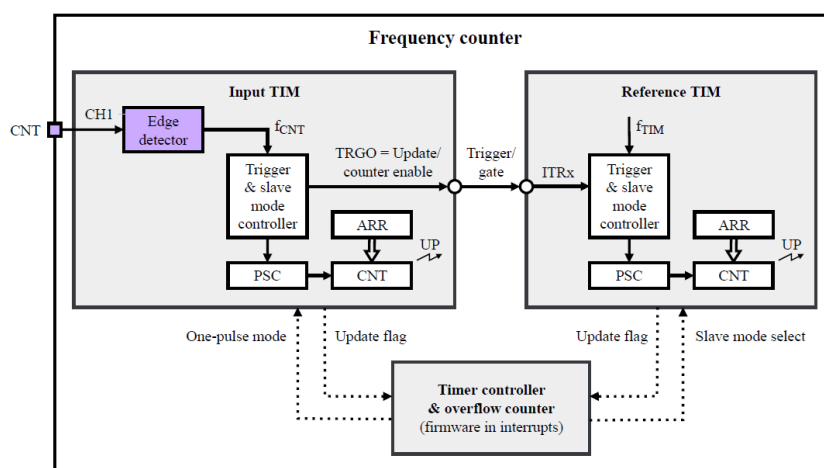 Frequency counter
Input TIM
Reference TIM
CNT
CH1
Edge
detector
f_CNT
TRGO = Update/
counter enable
Trigger/
gate
ITRx
f_TIM
Trigger
& slave
mode
controller
Trigger
& slave
mode
controller
ARR
UP
ARR
UP
PSC
CNT
PSC
CNT
One-pulse mode
Update flag
Update flag
Slave mode select
Timer controller
& overflow counter
(firmware in interrupts)